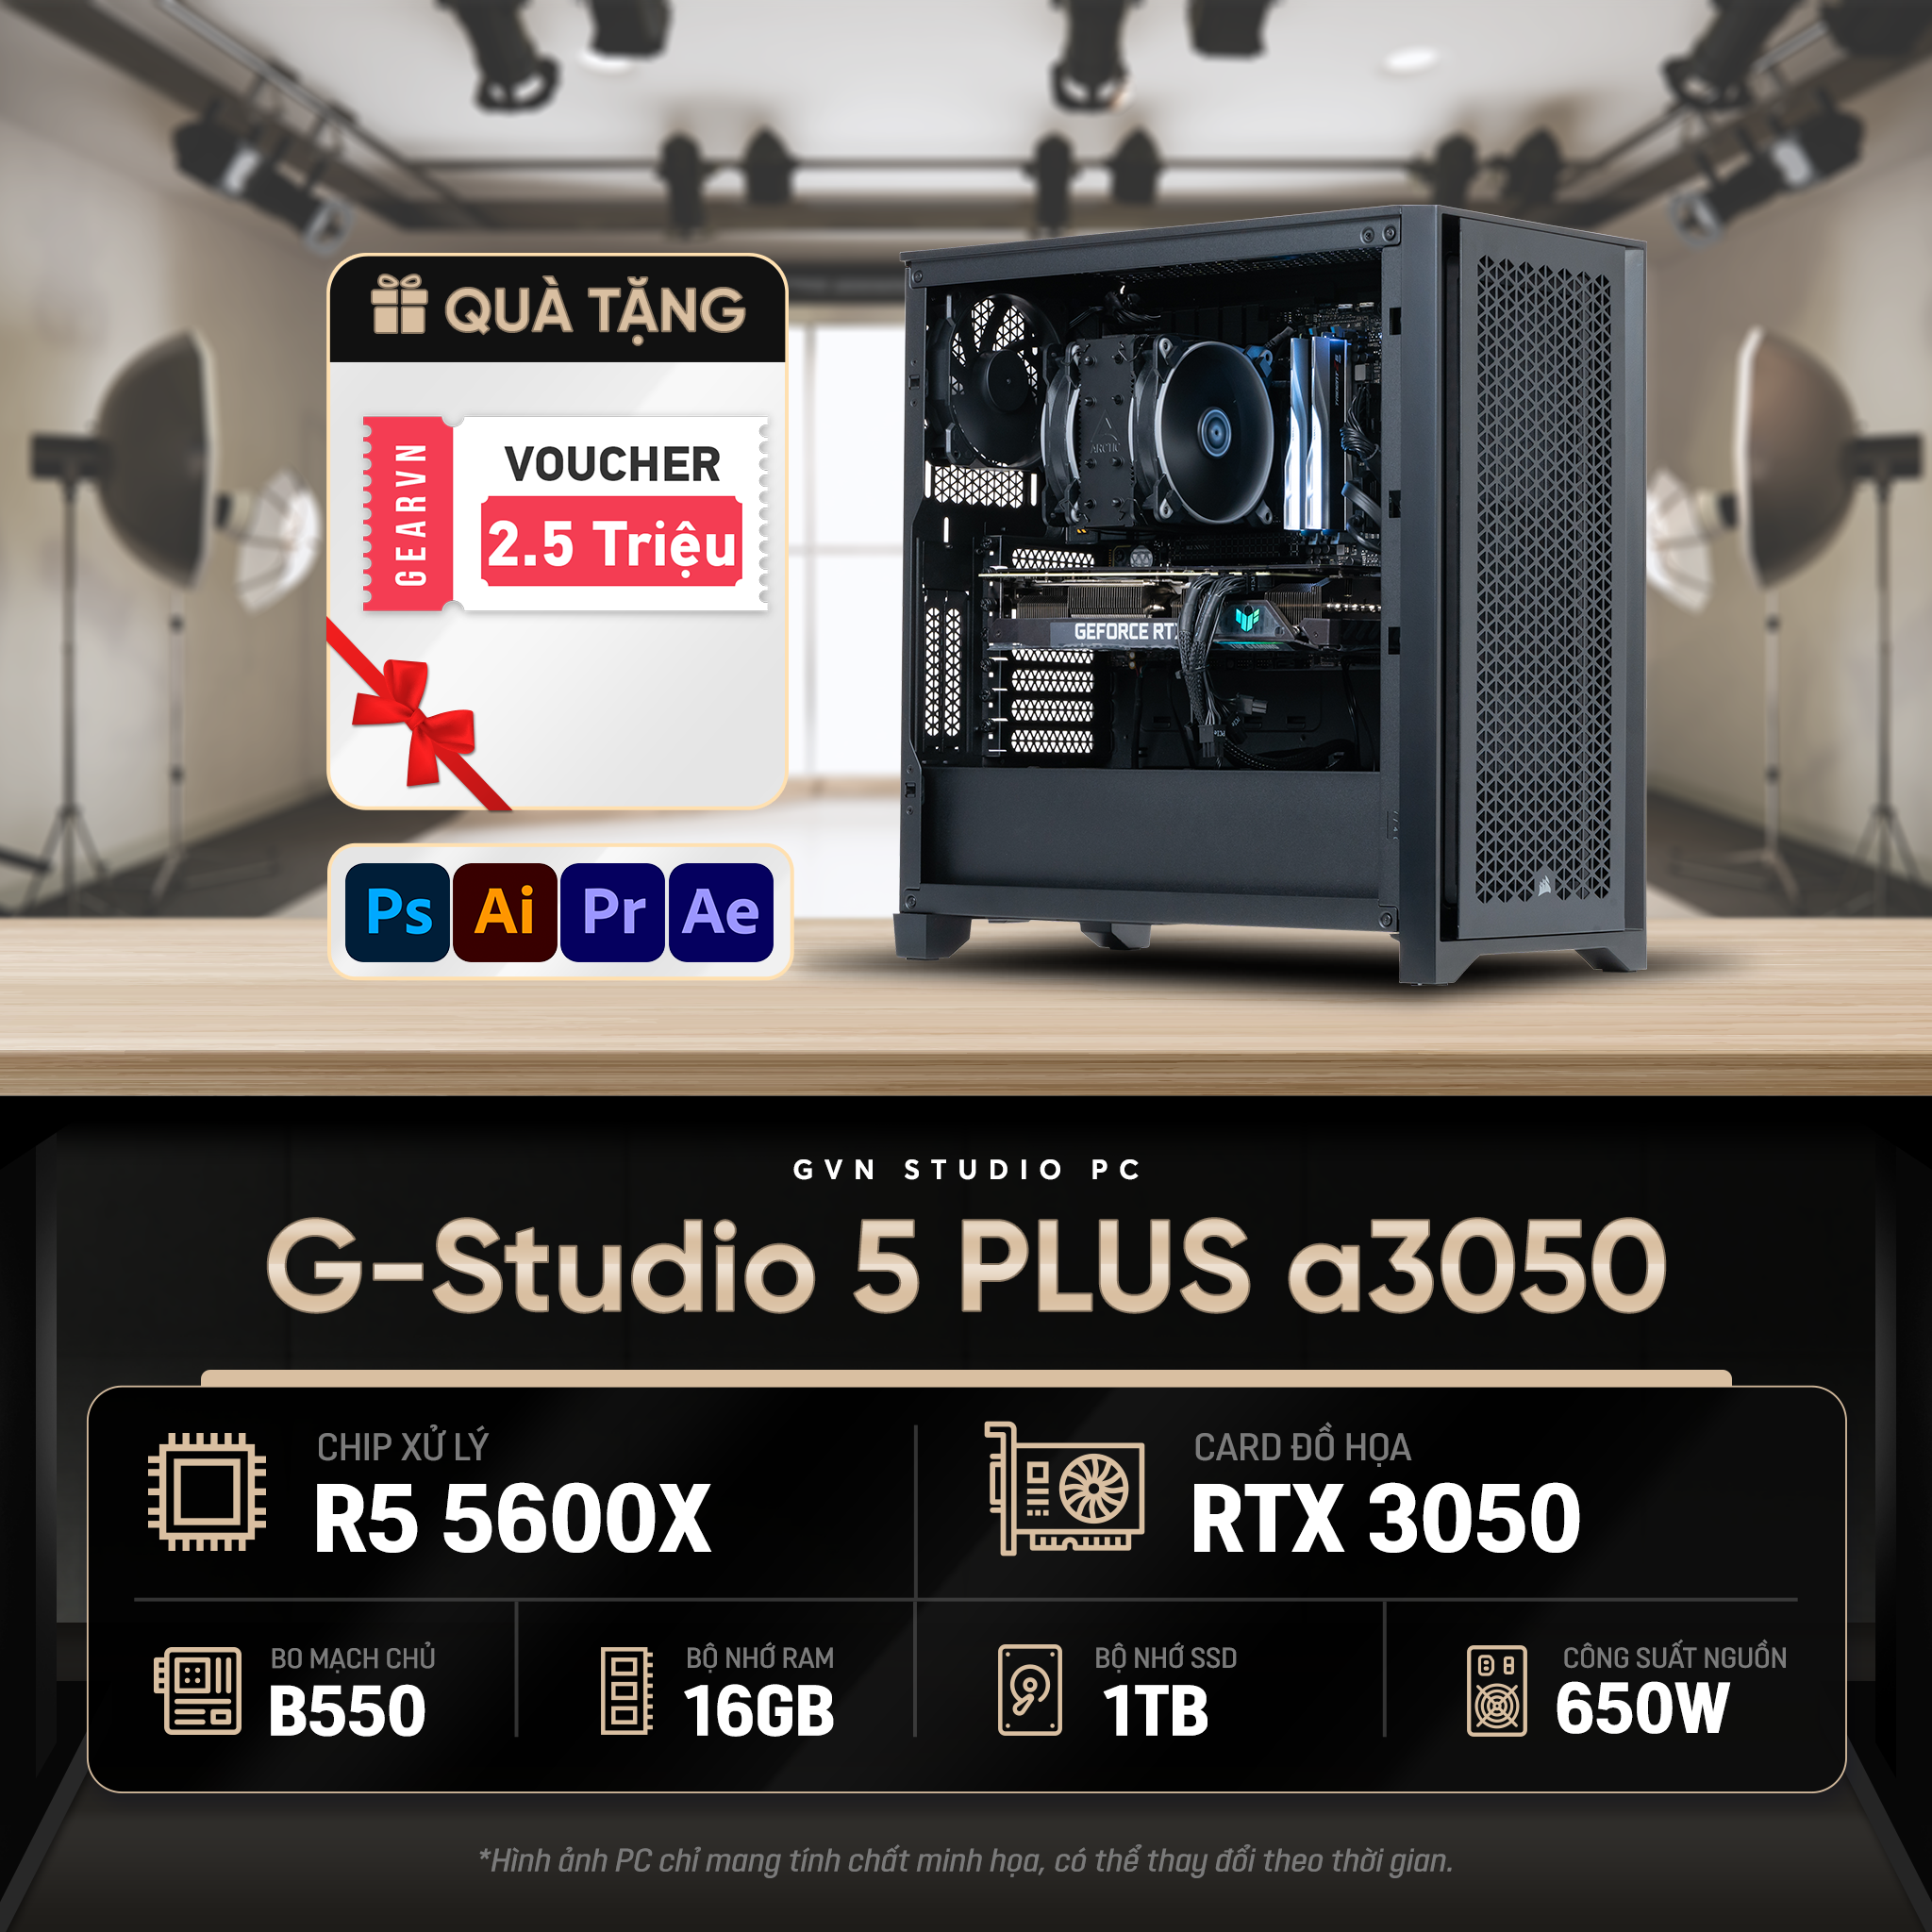 QUÀ TẶNG
GEARVN
VOUCHER
2.5 Triệu
Ps Ai Pr Ae
ARCTIC
GEFORCE RTX
GVN STUDIO PC
G-Studio 5 PLUS a3050
CHIP XỬ LÝ
R5 5600X
CARD ĐỒ HỌA
RTX 3050
BO MẠCH CHỦ
B550
BỘ NHỚ RAM
16GB
BỘ NHỚ SSD
1TB
CÔNG SUẤT NGUỒN
650W
*Hình ảnh PC chỉ mang tính chất minh họa, có thể thay đổi theo thời gian.